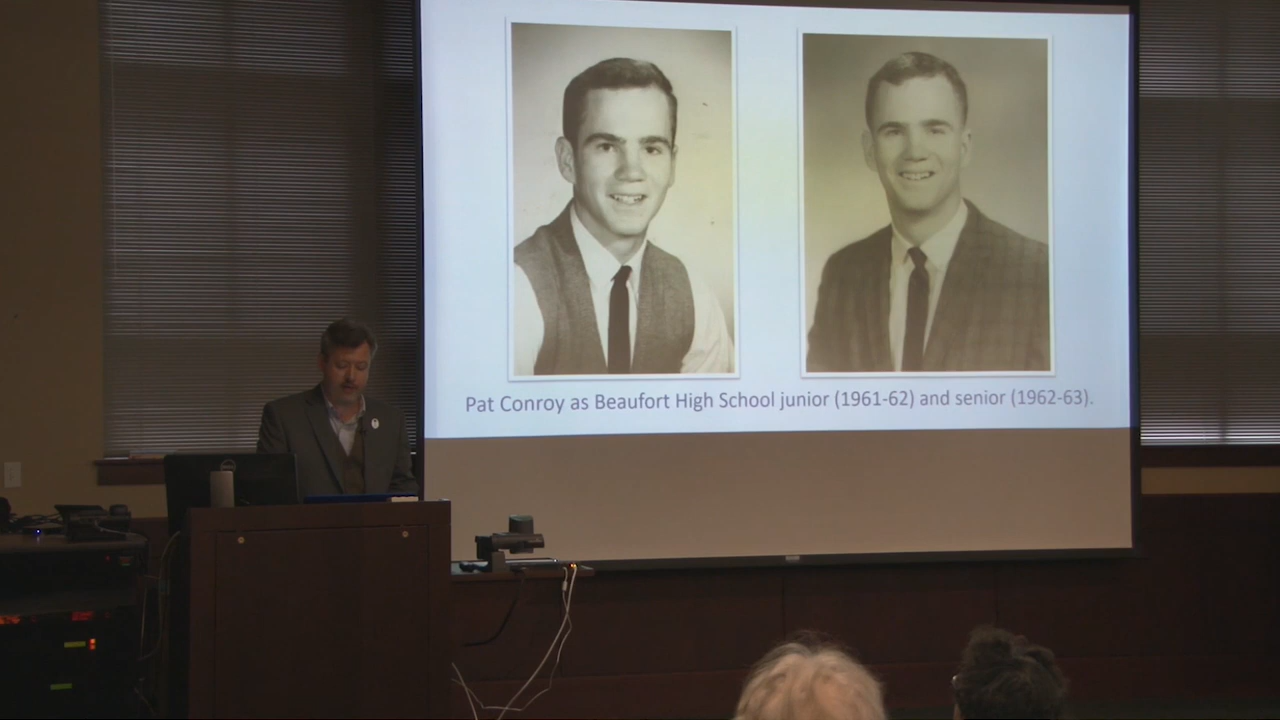 Pat Conroy as Beaufort High School junior (1961-62) and senior (1962-63).